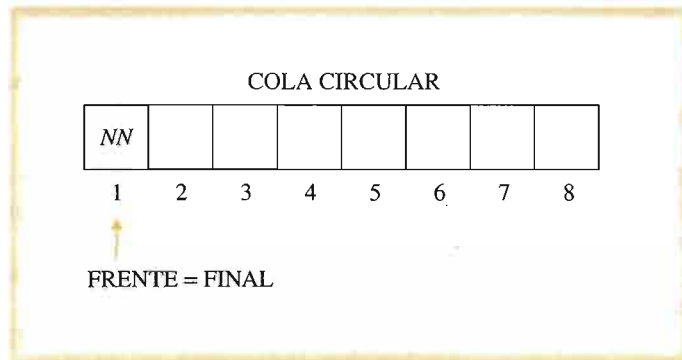 COLA CIRCULAR
NN
1 2 3 4 5 6 7 8
FRENTE = FINAL